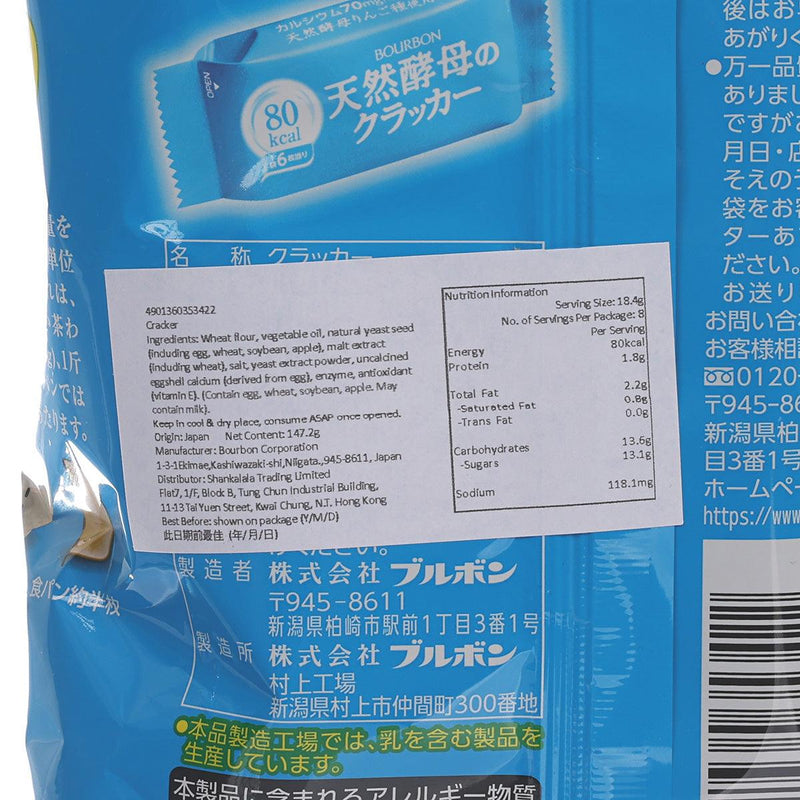 カルシウム70mg
天然酵母りんご種使用
BOURBON
天然酵母の
クラッカー
OPEN
80
kcal
6枚当り
後はお
あがりく
●万一品
ありまし
ですがお
月日・店
そえのう
袋をお客
ターあ
ださい。
お送り
お問い合
お客様相談
0120-
〒945-863
新潟県柏
目3番1号
ホームペー
https://www
量を
単位
れは、
茶わ
、1斤
パンでは
たります。
食パン約半枚
名 称 クラッカー
4901360353422
Cracker
Ingredients: Wheat flour, vegetable oil, natural yeast seed
(including egg, wheat, soybean, apple), malt extract
(including wheat), salt, yeast extract powder, uncalcined
eggshell calcium (derived from egg), enzyme, antioxidant
(vitamin E). (Contain egg, wheat, soybean, apple. May
contain milk).
Keep in cool & dry place, consume ASAP once opened.
Origin: Japan Net Content: 147.2g
Manufacturer: Bourbon Corporation
1-3-1Ekimae,Kashiwazaki-shi,Niigata.,945-8611, Japan
Distributor: Shankalala Trading Limited
Flat7, 1/F, Block B, Tung Chun Industrial Building,
11-13 Tai Yuen Street, Kwai Chung, N.T. Hong Kong
Best Before: shown on package (Y/M/D)
此日期前最佳 (年/月/日)
Nutrition Information
Serving Size: 18.4g
No. of Servings Per Package: 8
Per Serving
Energy 80kcal
Protein 1.8g
Total Fat 2.2g
-Saturated Fat 0.8g
-Trans Fat 0.0g
Carbohydrates 13.6g
-Sugars 13.1g
Sodium 118.1mg
ください。
製造者 株式会社 ブルボン
〒945-8611
新潟県柏崎市駅前1丁目3番1号
製造所 株式会社 ブルボン
村上工場
新潟県村上市仲間町300番地
●本品製造工場では、乳を含む製品を
生産しています。
本製品に含まれるアレルギー物質